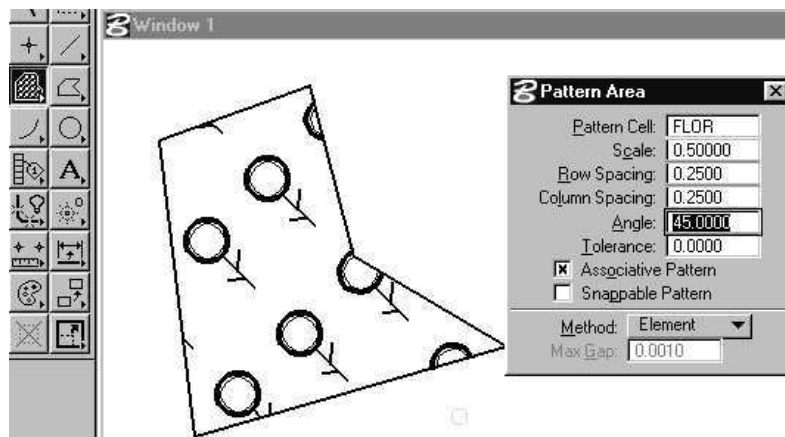 Window 1
Pattern Area
Pattern Cell: FLOR
Scale: 0.50000
Row Spacing: 0.2500
Column Spacing: 0.2500
Angle: 45.0000
Tolerance: 0.0000
Associative Pattern
Snappable Pattern
Method: Element
Max Gap: 0.0010
A